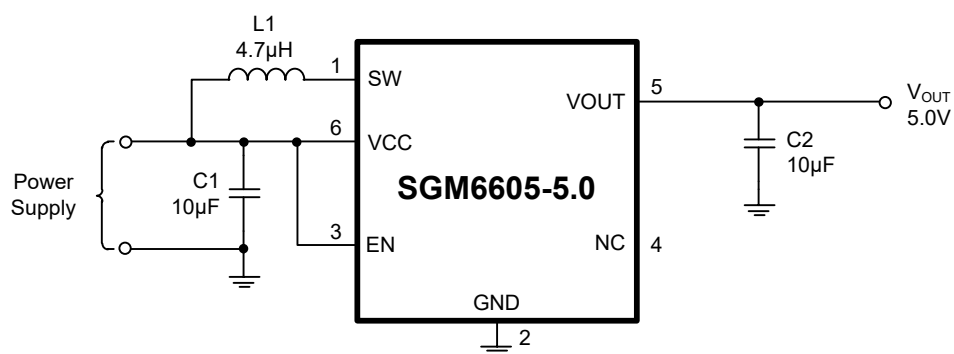 L1
4.7µH
1
SW
6
VCC
Power
Supply
C1
10µF
3
EN
SGM6605-5.0
GND
2
VOUT
5
NC
4
C2
10µF
VOUT
5.0V